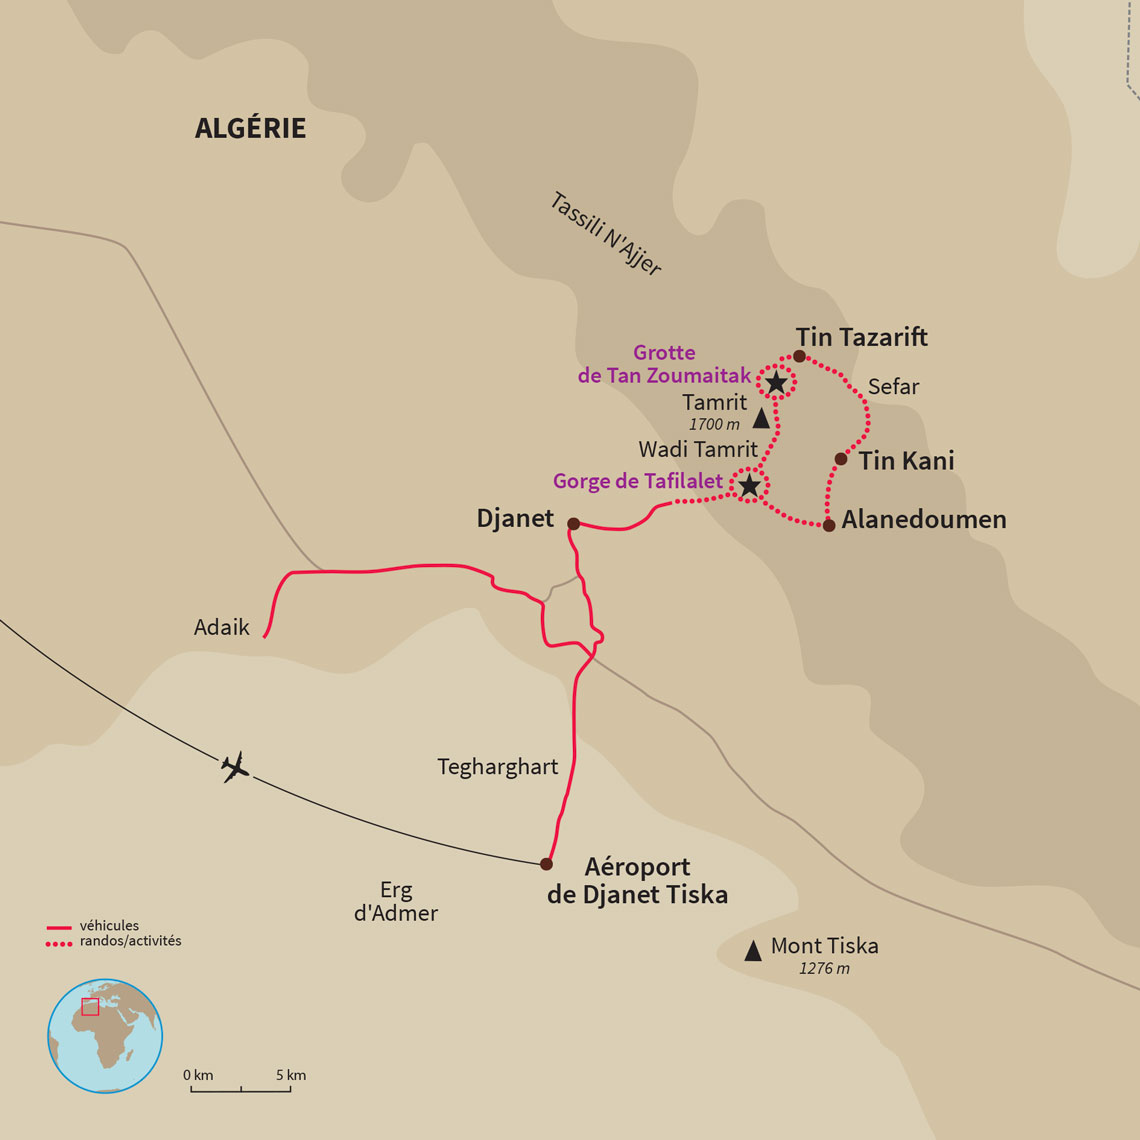 ALGÉRIE
Tassili N'Ajjer
Tin Tazarift
Grotte
de Tan Zoumaitak
Sefar
Tamrit
1700 m
Wadi Tamrit
Tin Kani
Gorge de Tafilalet
Djanet
Alanedoumen
Adaik
Tegharghart
Aéroport
de Djanet Tiska
Erg
d'Admer
véhicules
randos/activités
Mont Tiska
1276 m
0 km
5 km